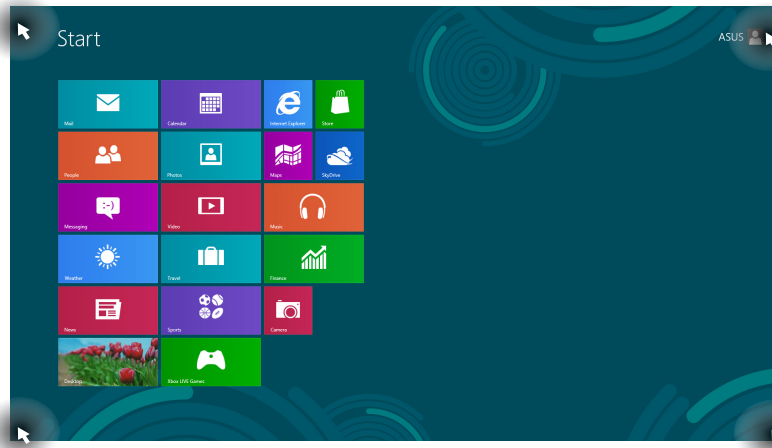 Start
ASUS
Mail
Calendar
Internet Explorer
Store
People
Photos
Maps
SkyDrive
Messaging
:-)
Video
Music
Weather
Travel
Finance
News
Sports
Camera
Desktop
Xbox LIVE Games